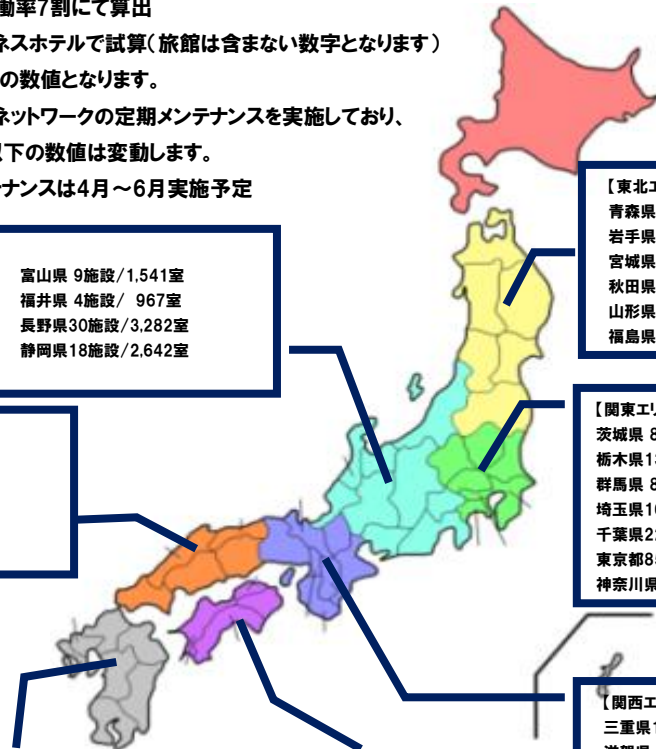 働率7割にて算出
ネスホテルで試算(旅館は含まない数字となります)
の数値となります。
ネットワークの定期メンテナンスを実施しており、
以下の数値は変動します。
テナンスは4月～6月実施予定
富山県 9施設/1,541室
福井県 4施設/ 967室
長野県30施設/3,282室
静岡県18施設/2,642室
【東北エ
青森県
岩手県
宮城県
秋田県
山形県
福島県
【関東エリ
茨城県 8
栃木県1
群馬県 8
埼玉県1
千葉県2
東京都8
神奈川県
【関西エ
三重県1
滋賀県